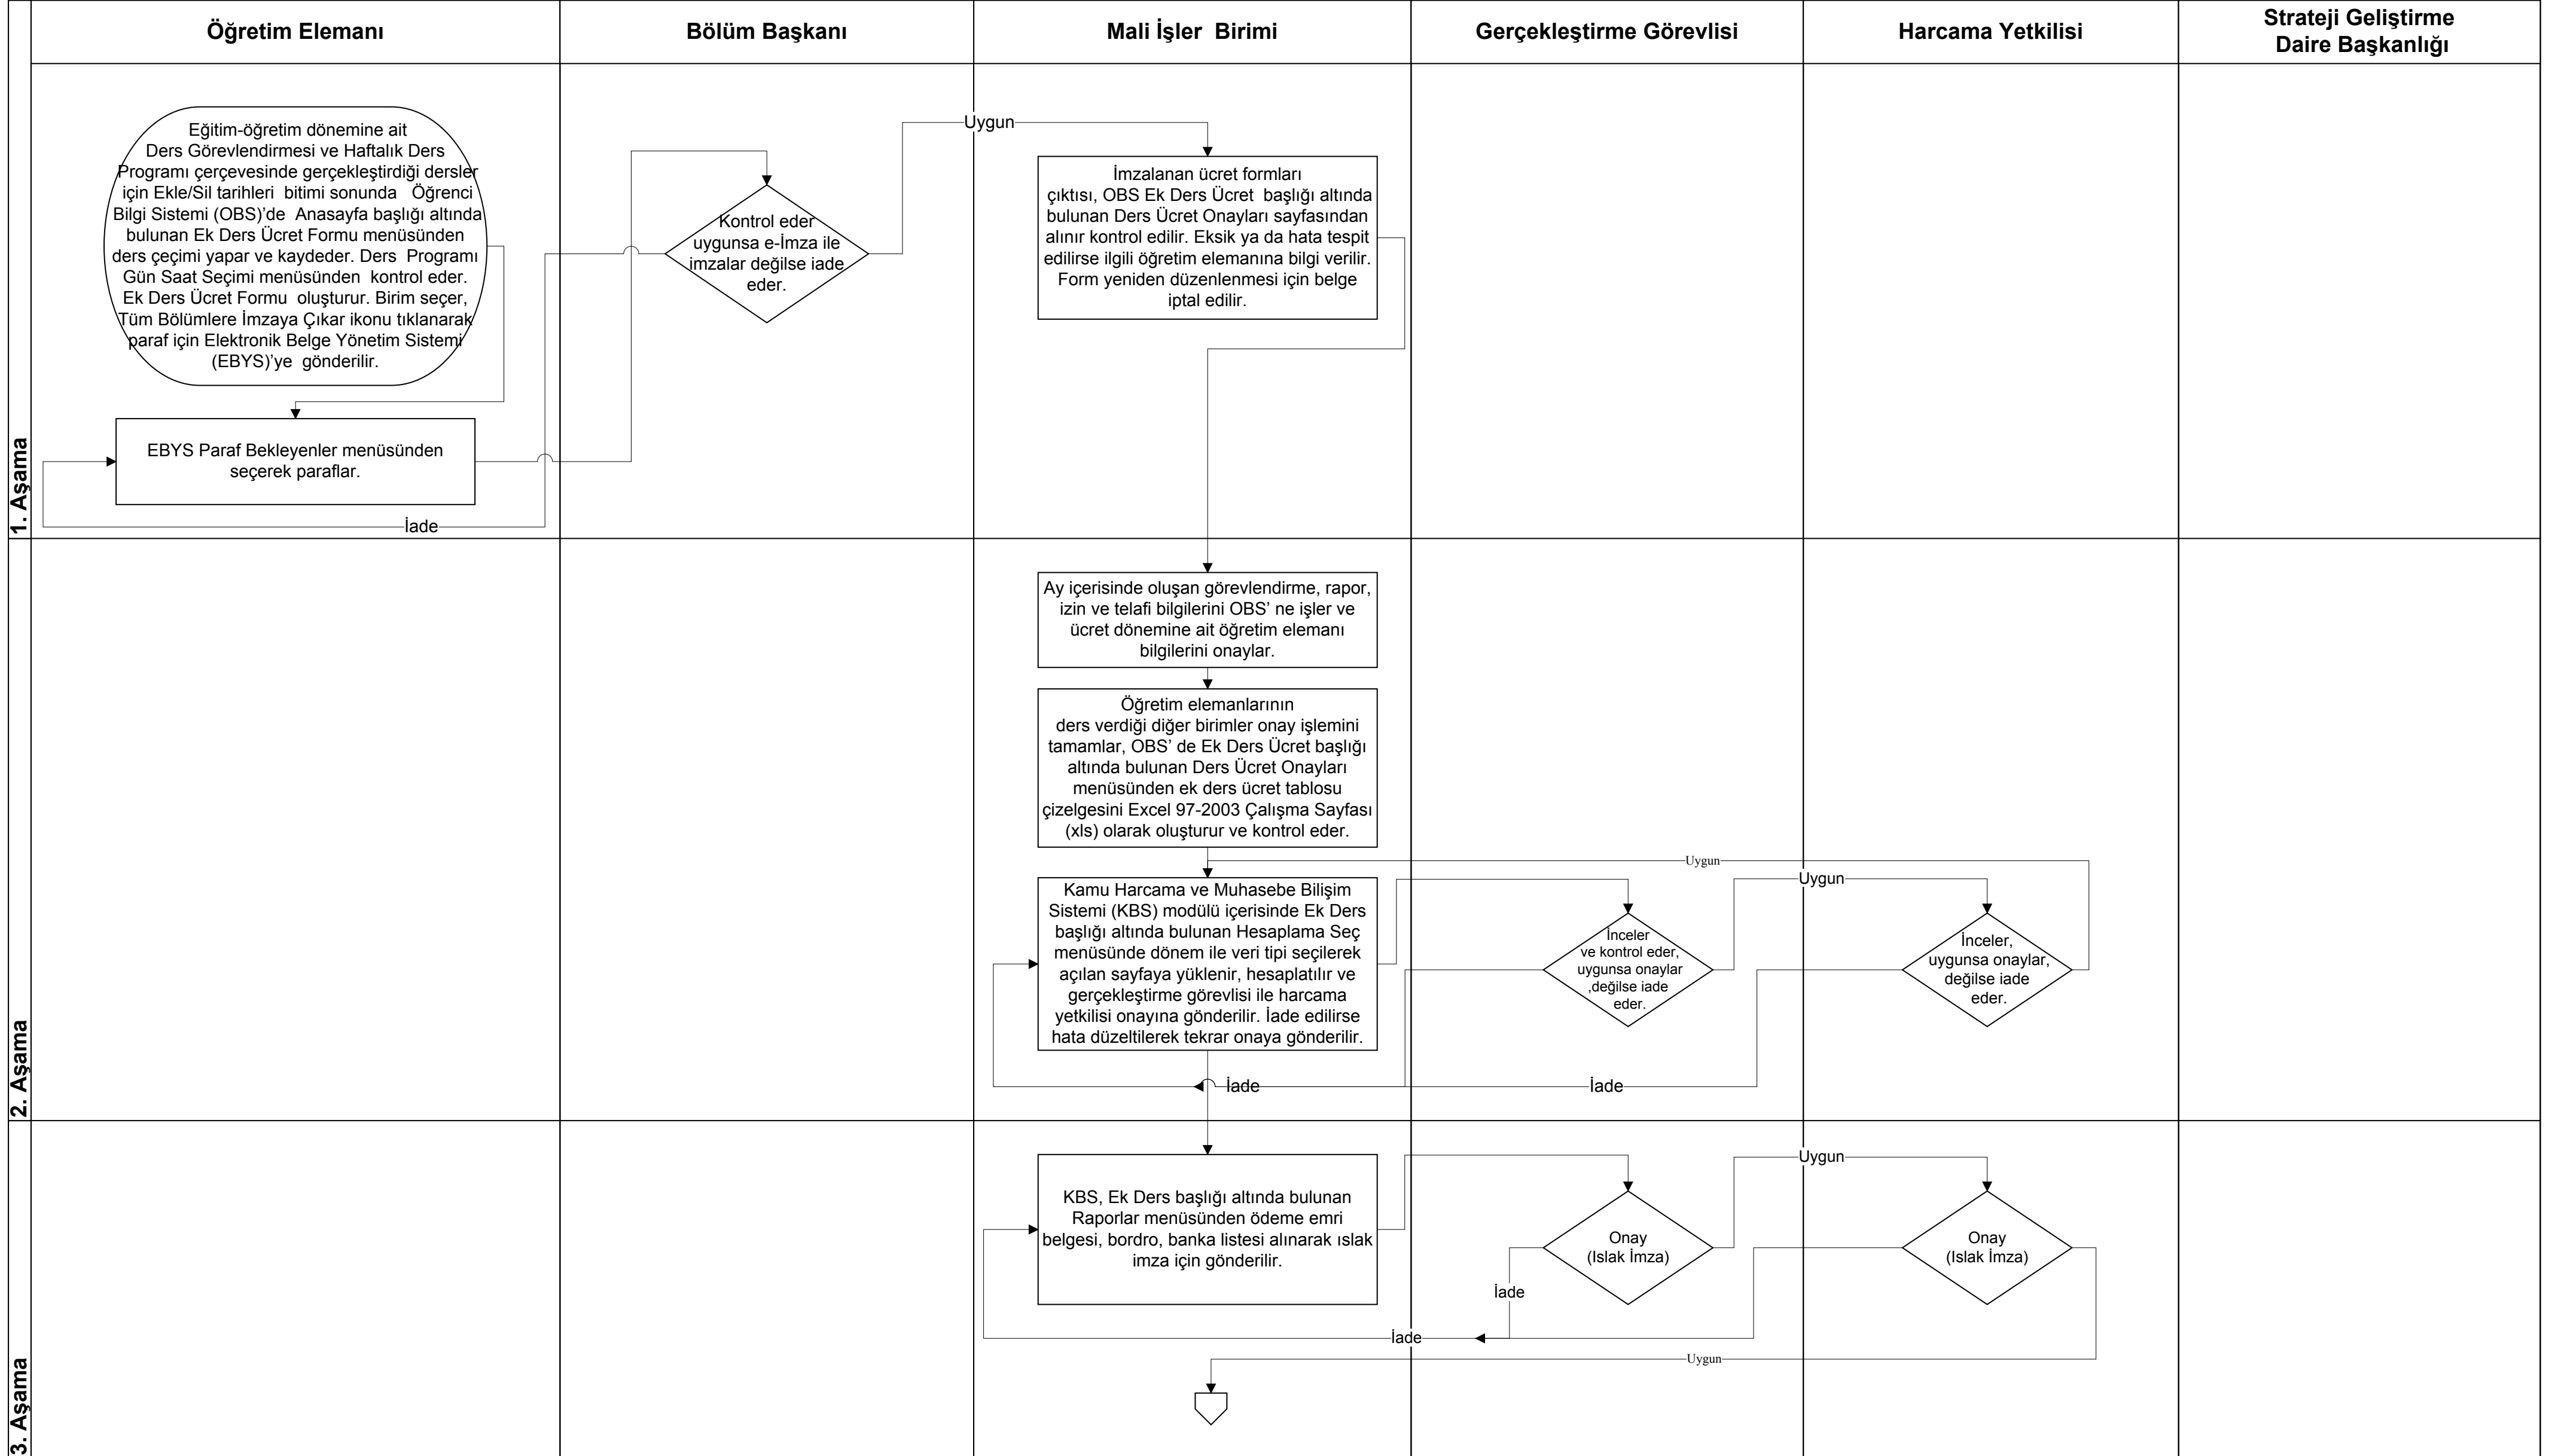 Öğretim Elemanı
Bölüm Başkanı
Mali İşler Birimi
Gerçekleştirme Görevlisi
Harcama Yetkilisi
Strateji Geliştirme
Daire Başkanlığı
1. Aşama
Eğitim-öğretim dönemine ait
Ders Görevlendirmesi ve Haftalık Ders
Programı çerçevesinde gerçekleştirdiği dersler
için Ekle/Sil tarihleri bitimi sonunda Öğrenci
Bilgi Sistemi (OBS)’de Anasayfa başlığı altında
bulunan Ek Ders Ücret Formu menüsünden
ders çeçimi yapar ve kaydeder. Ders Programı
Gün Saat Seçimi menüsünden kontrol eder.
Ek Ders Ücret Formu oluşturur. Birim seçer,
Tüm Bölümlere İmzaya Çıkar ikonu tıklanarak
paraf için Elektronik Belge Yönetim Sistemi
(EBYS)’ye gönderilir.
EBYS Paraf Bekleyenler menüsünden
seçerek paraflar.
İade
Kontrol eder
uygunsa e-İmza ile
imzalar değilse iade
eder.
Uygun
İmzalanan ücret formları
çıktısı, OBS Ek Ders Ücret başlığı altında
bulunan Ders Ücret Onayları sayfasından
alınır kontrol edilir. Eksik ya da hata tespit
edilirse ilgili öğretim elemanına bilgi verilir.
Form yeniden düzenlenmesi için belge
iptal edilir.
2. Aşama
Ay içerisinde oluşan görevlendirme, rapor,
izin ve telafi bilgilerini OBS’ ne işler ve
ücret dönemine ait öğretim elemanı
bilgilerini onaylar.
Öğretim elemanlarının
ders verdiği diğer birimler onay işlemini
tamamlar, OBS’ de Ek Ders Ücret başlığı
altında bulunan Ders Ücret Onayları
menüsünden ek ders ücret tablosu
çizelgesini Excel 97-2003 Çalışma Sayfası
(xls) olarak oluşturur ve kontrol eder.
Kamu Harcama ve Muhasebe Bilişim
Sistemi (KBS) modülü içerisinde Ek Ders
başlığı altında bulunan Hesaplama Seç
menüsünde dönem ile veri tipi seçilerek
açılan sayfaya yüklenir, hesaplatılır ve
gerçekleştirme görevlisi ile harcama
yetkilisi onayına gönderilir. İade edilirse
hata düzeltilerek tekrar onaya gönderilir.
Uygun
Uygun
İnceler
ve kontrol eder,
uygunsa onaylar
,değilse iade
eder.
İnceler,
uygunsa onaylar,
değilse iade
eder.
İade
İade
3. Aşama
KBS, Ek Ders başlığı altında bulunan
Raporlar menüsünden ödeme emri
belgesi, bordro, banka listesi alınarak ıslak
imza için gönderilir.
Uygun
Onay
(Islak İmza)
Onay
(Islak İmza)
İade
İade
Uygun